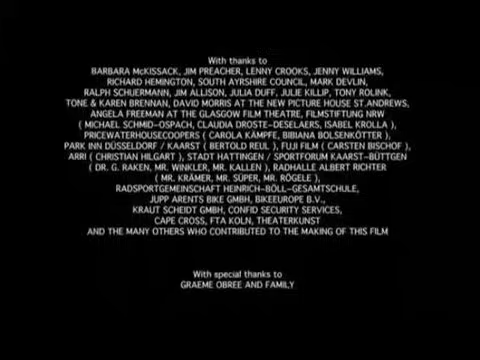 With thanks to
BARBARA McKISSACK, JIM PREACHER, LENNY CROOKS, JENNY WILLIAMS,
RICHARD HEMINGTON, SOUTH AYRSHIRE COUNCIL, MARK DEVLIN,
RALPH SCHUERMANN, JIM ALLISON, JULIA DUFF, JULIE KILLIP, TONY ROLINK,
TONE & KAREN BRENNAN, DAVID MORRIS AT THE NEW PICTURE HOUSE ST.ANDREWS,
ANGELA FREEMAN AT THE GLASGOW FILM THEATRE, FILMSTIFTUNG NRW
( MICHAEL SCHMID-OSPACH, CLAUDIA DROSTE-DESELAERS, ISABEL KROLLA ),
PRICEWATERHOUSECOOPERS ( CAROLA KÄMPFE, BIBIANA BOLSENKÖTTER ),
PARK INN DÜSSELDORF / KAARST ( BERTOLD REUL ), FUJI FILM ( CARSTEN BISCHOF ),
ARRI ( CHRISTIAN HILGART ), STADT HATTINGEN / SPORTFORUM KAARST-BÜTTGEN
( DR. G. RAKEN, MR. WINKLER, MR. KALLEN ), RADHALLE ALBERT RICHTER
( MR. KRÄMER, MR. SÜPER, MR. RÖGELE ),
RADSPORTGEMEINSCHAFT HEINRICH-BÖLL-GESAMTSCHULE,
JUPP ARENTS BIKE GMBH, BIKEEUROPE B.V.,
KRAUT SCHEIDT GMBH, CONFID SECURITY SERVICES,
CAPE CROSS, FTA KOLN, THEATERKUNST
AND THE MANY OTHERS WHO CONTRIBUTED TO THE MAKING OF THIS FILM
With special thanks to
GRAEME OBREE AND FAMILY